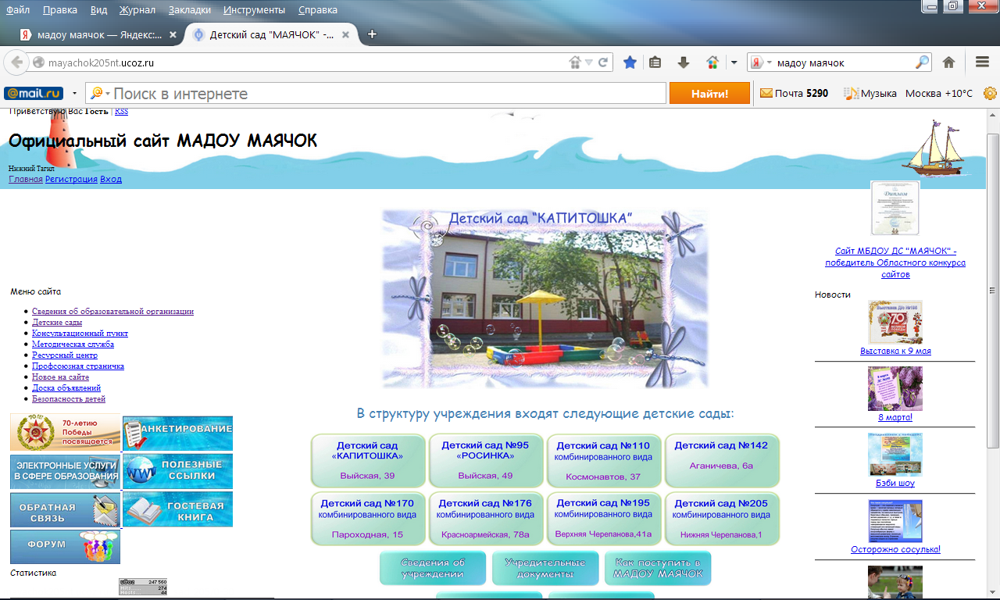 Файл Правка Вид Журнал Закладки Инструменты Справка
мадоу маячок — Яндекс:...
Детский сад "МАЯЧОК" -...
mayachok205nt.ucoz.ru
мадоу маячок
@mail.ru
Поиск в интернете
Найти!
Почта 5290
Музыка
Москва +10°C
Приветствую Вас Гость | RSS
Официальный сайт МАДОУ МАЯЧОК
Нижний Тагил
Главная Регистрация Вход
Меню сайта
Сведения об образовательной организации
Детские сады
Консультационный пункт
Методическая служба
Ресурсный центр
Профсоюзная страничка
Новое на сайте
Доска объявлений
Безопасность детей
70 ЛЕТ
70-летию
Победы
посвящается
АНКЕТИРОВАНИЕ
ЭЛЕКТРОННЫЕ УСЛУГИ
В СФЕРЕ ОБРАЗОВАНИЯ
WWW
ПОЛЕЗНЫЕ
ССЫЛКИ
ОБРАТНАЯ
СВЯЗЬ
ГОСТЕВАЯ
КНИГА
ФОРУМ
Статистика
uCoz 247 560
Hits 274
Hosts 44
Детский сад “КАПИТОШКА”
В структуру учреждения входят следующие детские сады:
Детский сад
«КАПИТОШКА»
Выйская, 39
Детский сад №95
«РОСИНКА»
Выйская, 49
Детский сад №110
комбинированного вида
Космонавтов, 37
Детский сад №142
Аганичева, 6а
Детский сад №170
комбинированного вида
Пароходная, 15
Детский сад №176
комбинированного вида
Красноармейская, 78а
Детский сад №195
комбинированного вида
Верхняя Черепанова,41а
Детский сад №205
комбинированного вида
Нижняя Черепанова,1
Сведения об
учреждении
Учредительные
документы
Как поступить в
МАДОУ МАЯЧОК
Диплом
Сайт МБДОУ ДС "МАЯЧОК" -
победитель Областного конкурса
сайтов
Новости
70
Выставка к 9 мая
8 марта!
Бэби шоу
Осторожно сосулька!